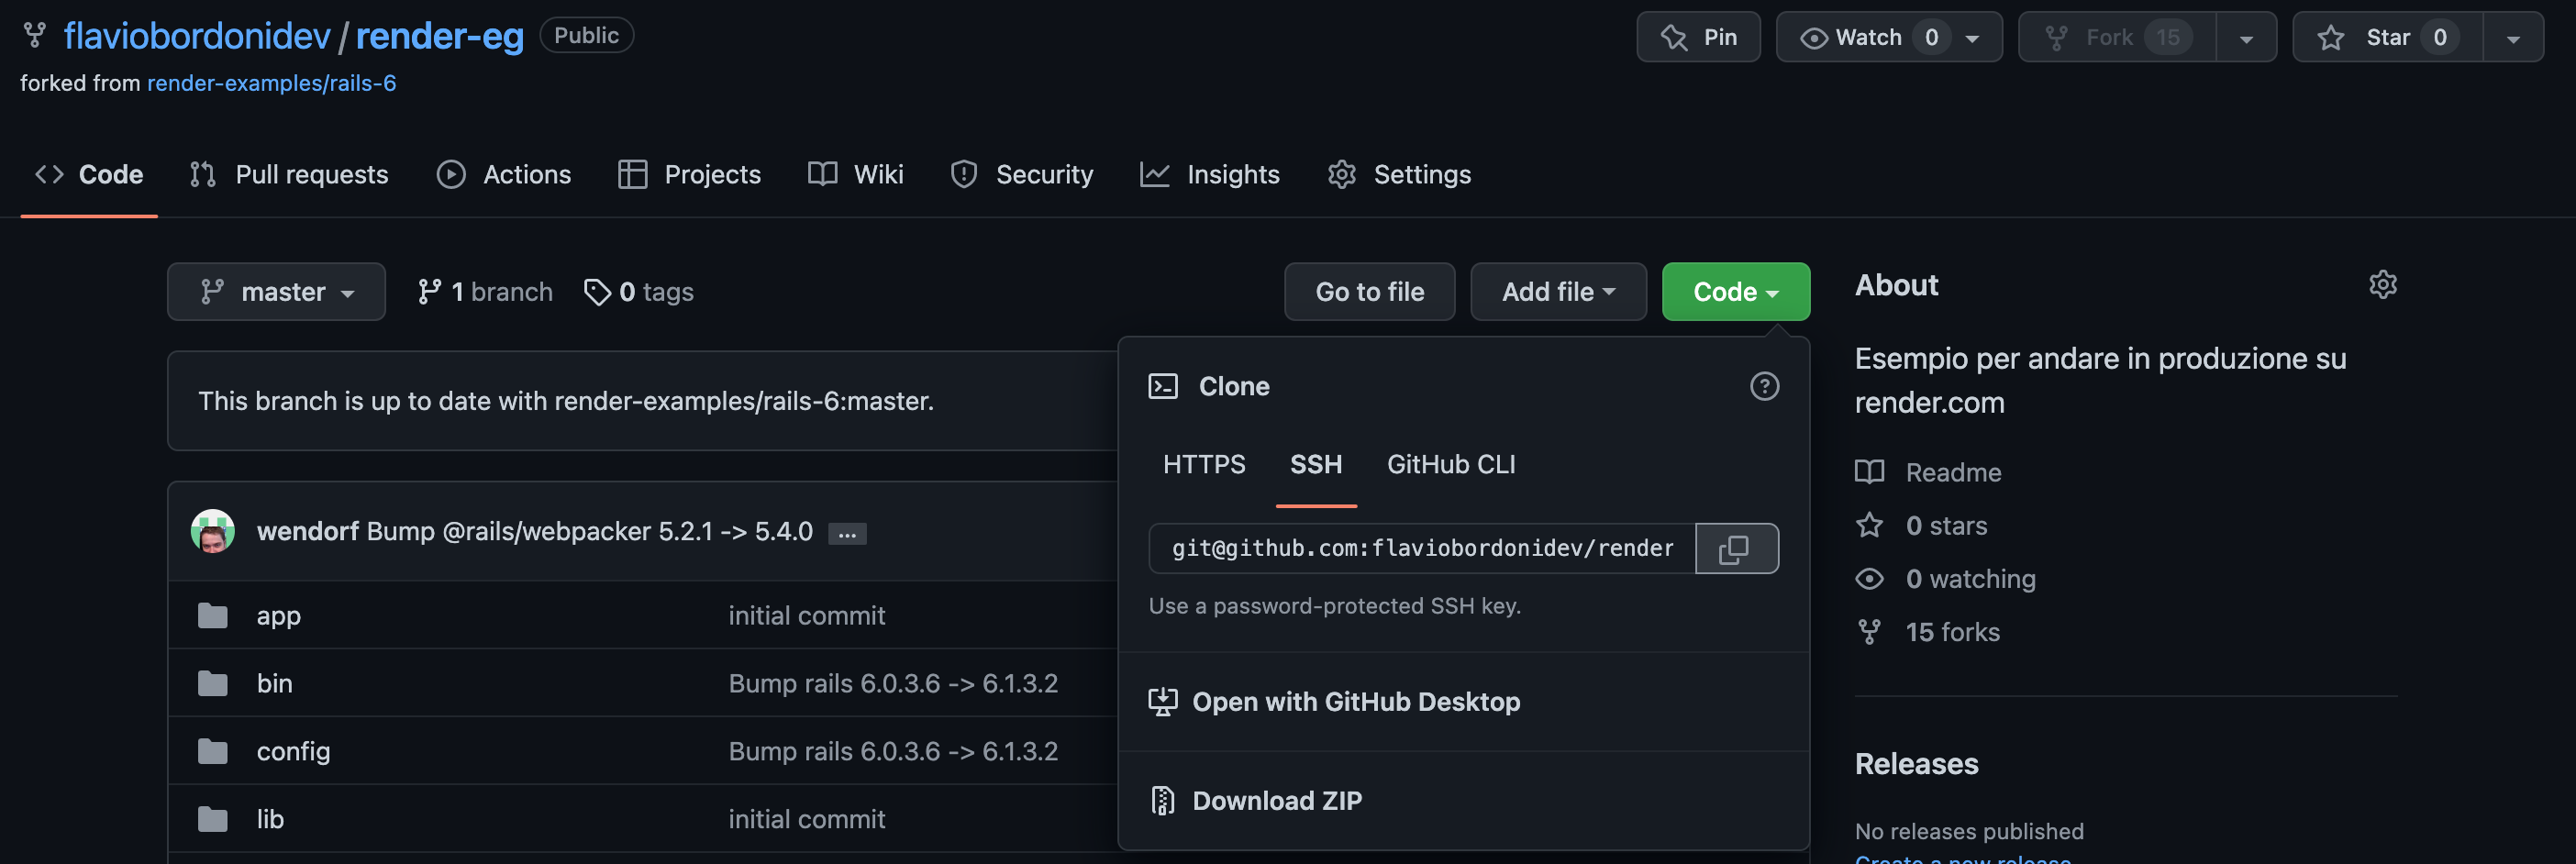 flaviobordonidev / render-eg Public
Pin
Watch 0
Fork 15
Star 0
forked from render-examples/rails-6
Code
Pull requests
Actions
Projects
Wiki
Security
Insights
Settings
master
1 branch
0 tags
Go to file
Add file
Code
This branch is up to date with render-examples/rails-6:master.
wendorf Bump @rails/webpacker 5.2.1 -> 5.4.0 ...
app initial commit
bin Bump rails 6.0.3.6 -> 6.1.3.2
config Bump rails 6.0.3.6 -> 6.1.3.2
lib initial commit
Clone
HTTPS SSH GitHub CLI
git@github.com:flaviobordonidev/render
Use a password-protected SSH key.
Open with GitHub Desktop
Download ZIP
About
Esempio per andare in produzione su
render.com
Readme
0 stars
0 watching
15 forks
Releases
No releases published
Create a new release